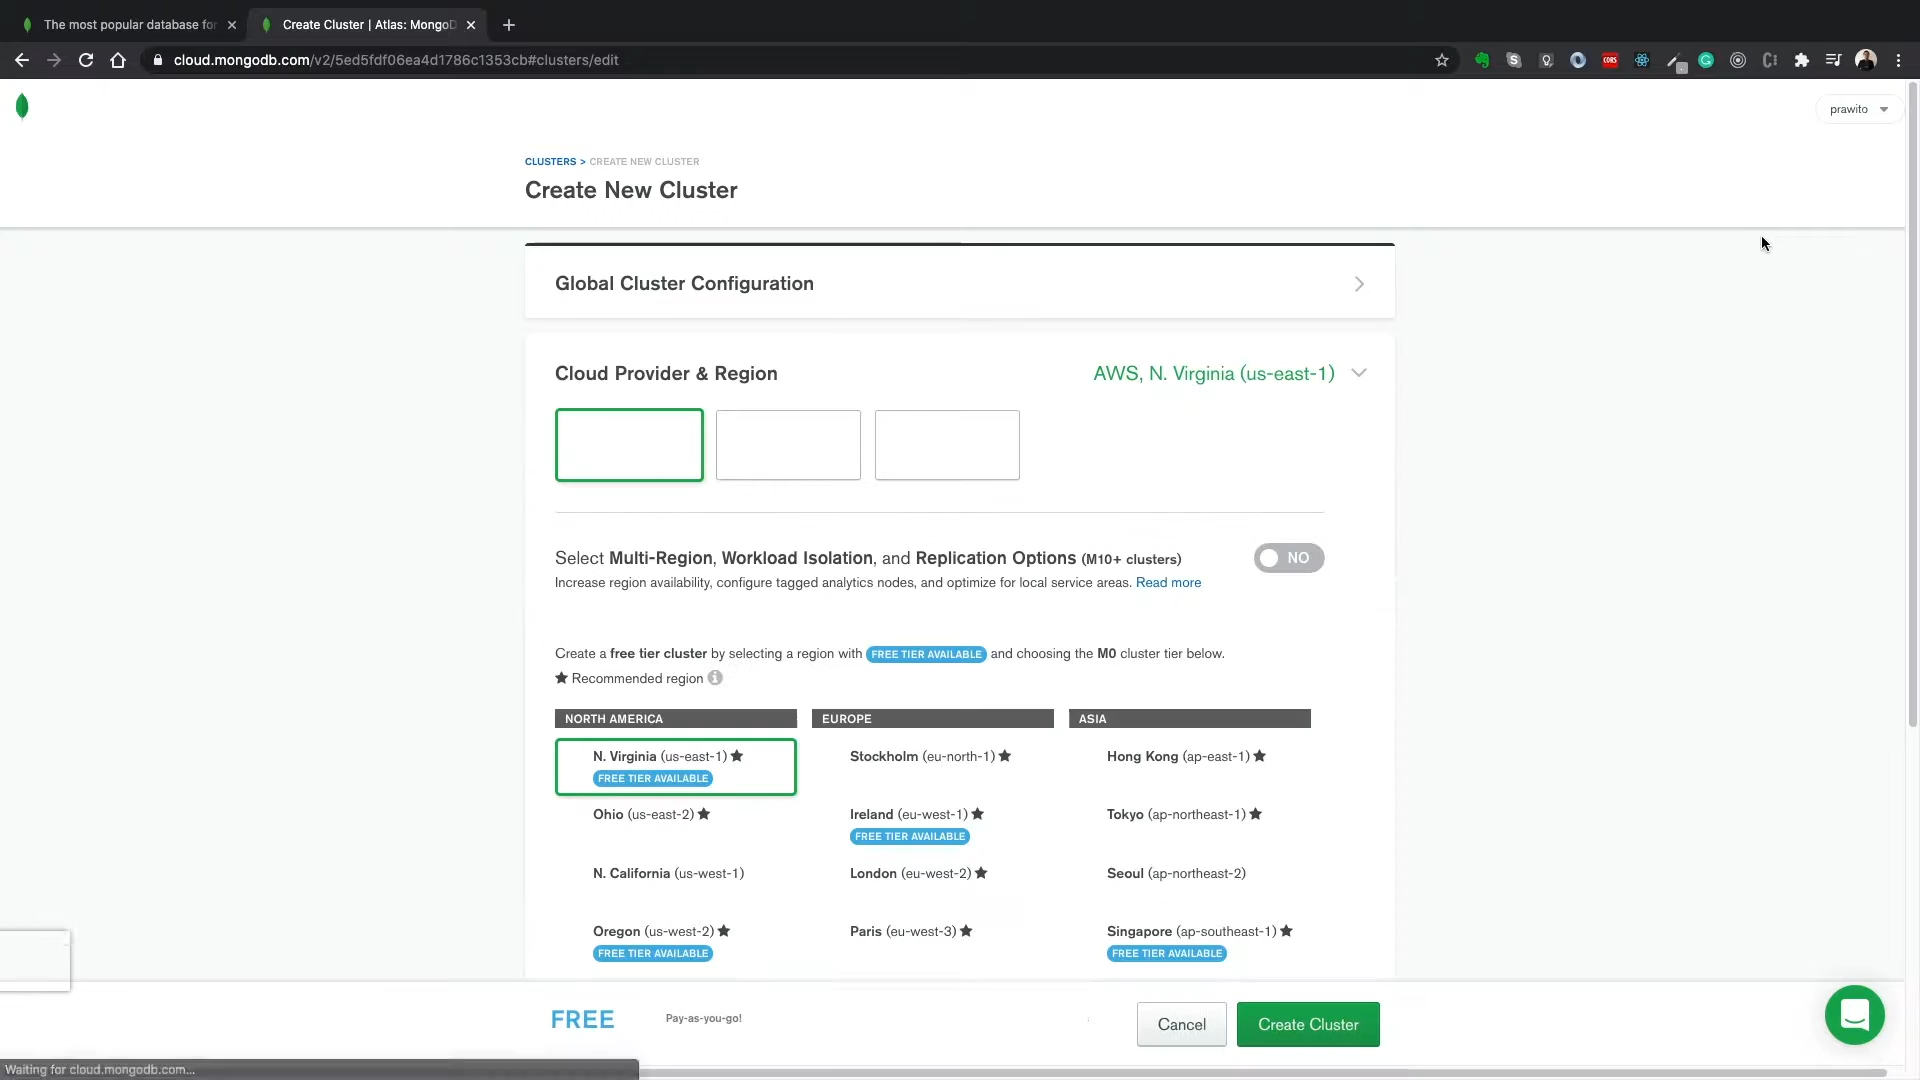 The most popular database for
Create Cluster | Atlas: MongoD
cloud.mongodb.com/v2/5ed5fdf06ea4d1786c1353cb#clusters/edit
CORS
prawito
CLUSTERS > CREATE NEW CLUSTER
Create New Cluster
Global Cluster Configuration
Cloud Provider & Region
AWS, N. Virginia (us-east-1)
Select Multi-Region, Workload Isolation, and Replication Options (M10+ clusters)
NO
Increase region availability, configure tagged analytics nodes, and optimize for local service areas. Read more
Create a free tier cluster by selecting a region with FREE TIER AVAILABLE and choosing the M0 cluster tier below.
★ Recommended region
NORTH AMERICA
N. Virginia (us-east-1) ★
FREE TIER AVAILABLE
Ohio (us-east-2) ★
N. California (us-west-1)
Oregon (us-west-2) ★
FREE TIER AVAILABLE
EUROPE
Stockholm (eu-north-1) ★
Ireland (eu-west-1) ★
FREE TIER AVAILABLE
London (eu-west-2) ★
Paris (eu-west-3) ★
ASIA
Hong Kong (ap-east-1) ★
Tokyo (ap-northeast-1) ★
Seoul (ap-northeast-2)
Singapore (ap-southeast-1) ★
FREE TIER AVAILABLE
FREE
Pay-as-you-go!
Cancel
Create Cluster
Waiting for cloud.mongodb.com...